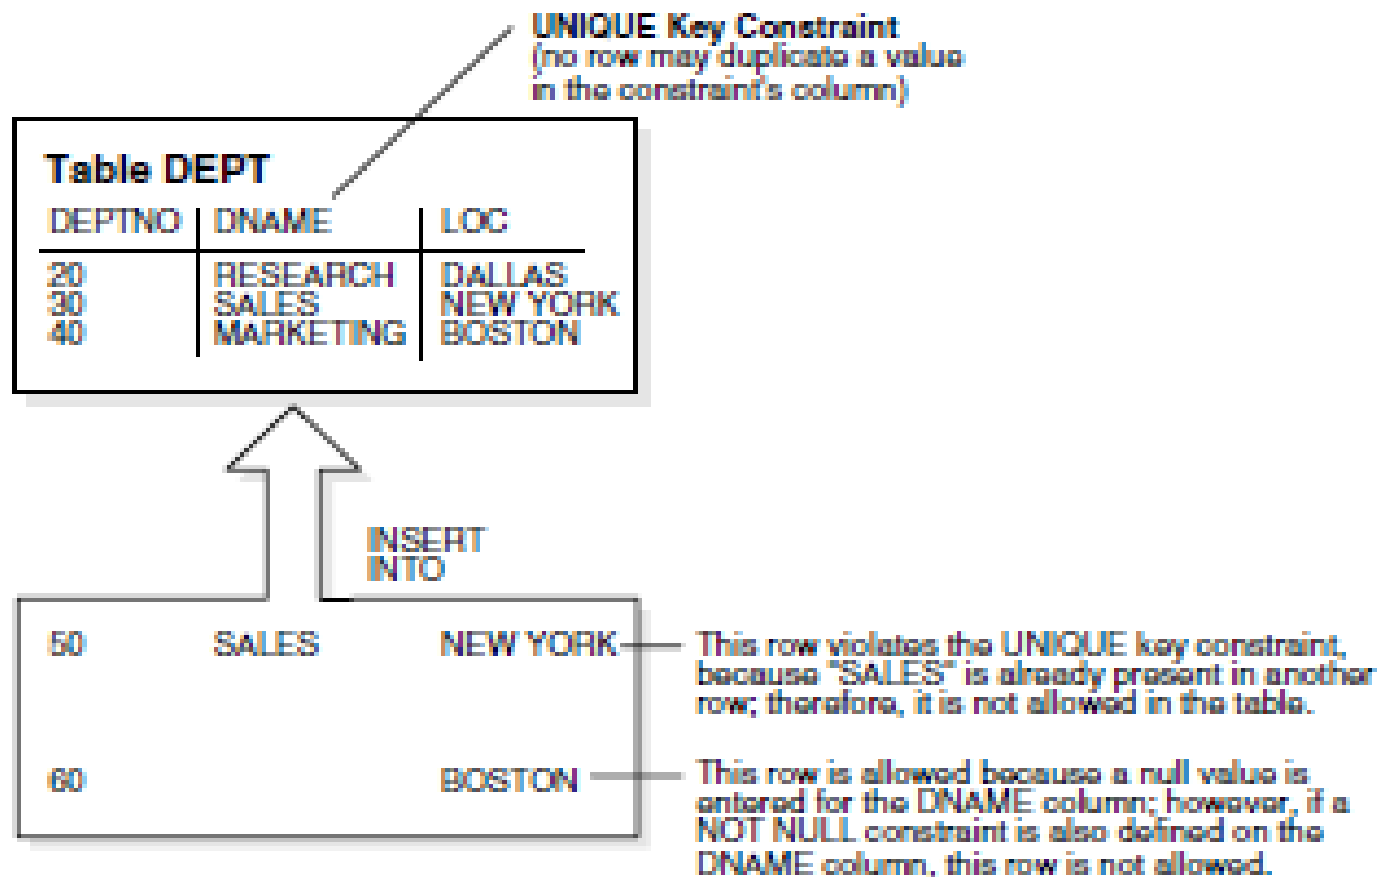 UNIQUE Key Constraint
(no row may duplicate a value
in the constraint's column)
Table DEPT
DEPTNO DNAME LOC
20 RESEARCH DALLAS
30 SALES NEW YORK
40 MARKETING BOSTON
INSERT
INTO
50 SALES NEW YORK
This row violates the UNIQUE key constraint,
because "SALES" is already present in another
row; therefore, it is not allowed in the table.
60 BOSTON
This row is allowed because a null value is
entered for the DNAME column; however, if a
NOT NULL constraint is also defined on the
DNAME column, this row is not allowed.